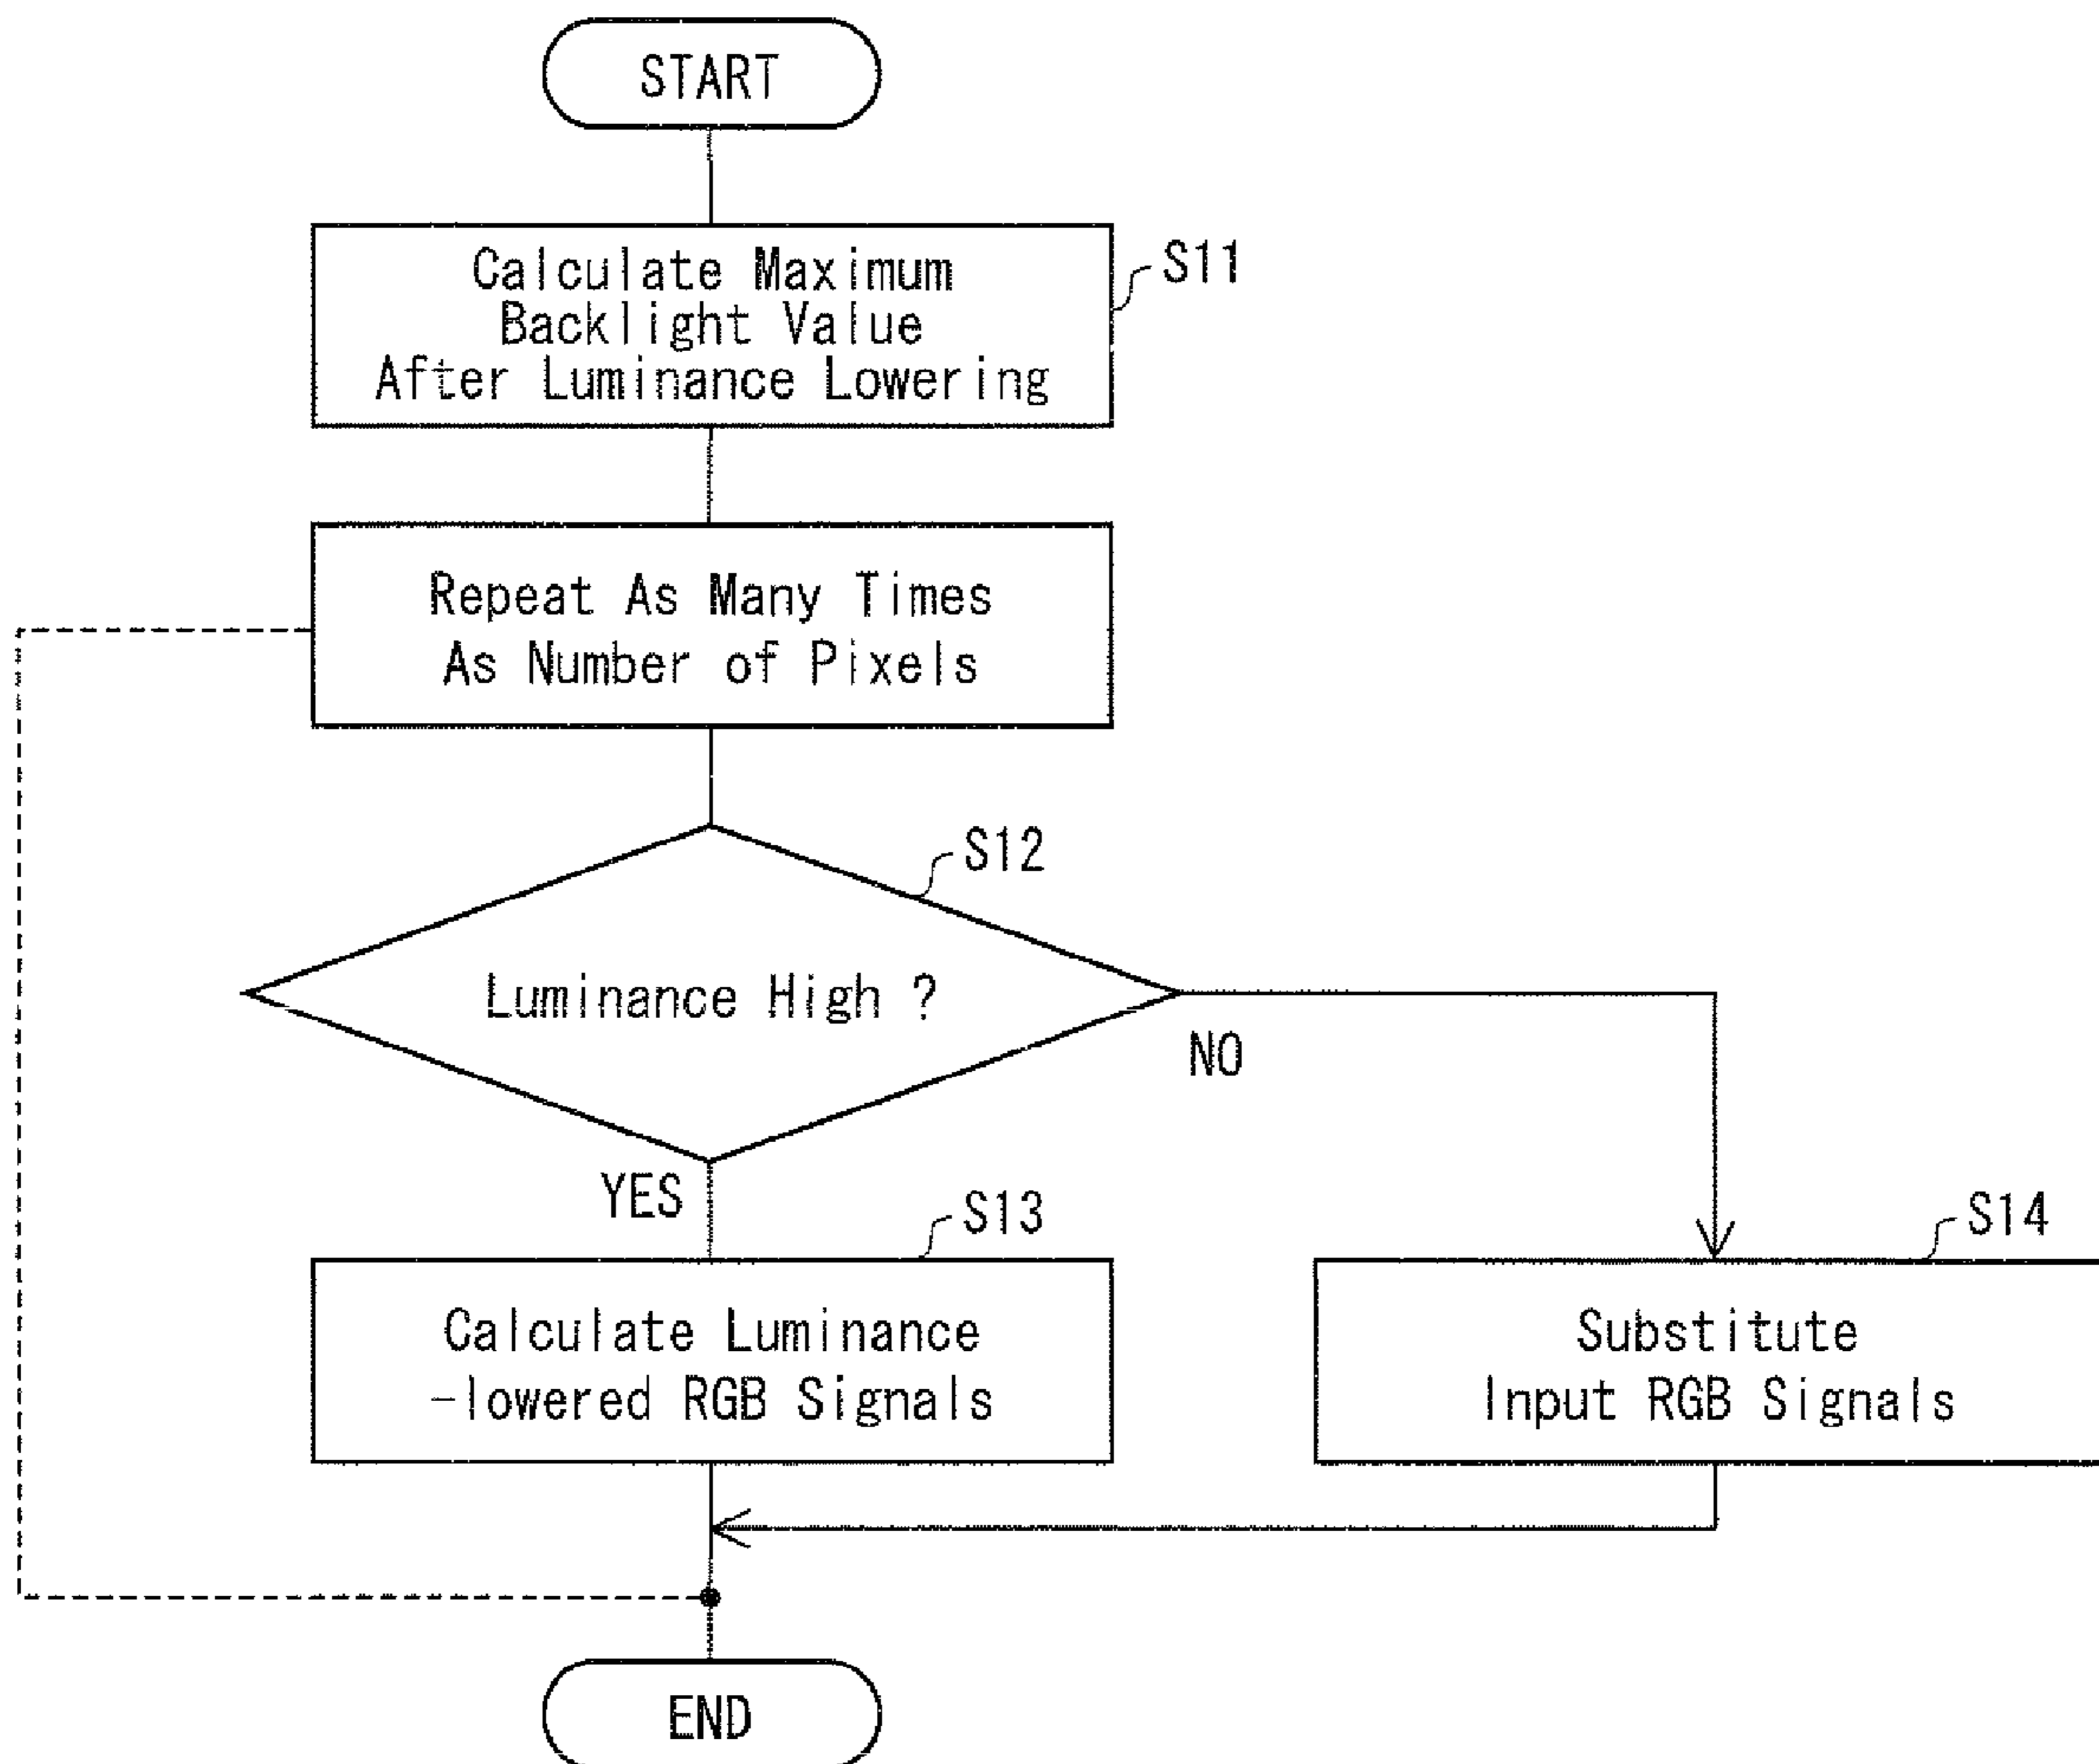 START
Calculate Maximum
Backlight Value
After Luminance Lowering
S11
Repeat As Many Times
As Number of Pixels
S12
Luminance High ?
NO
YES
S13
S14
Calculate Luminance
-lowered RGB Signals
Substitute
Input RGB Signals
END